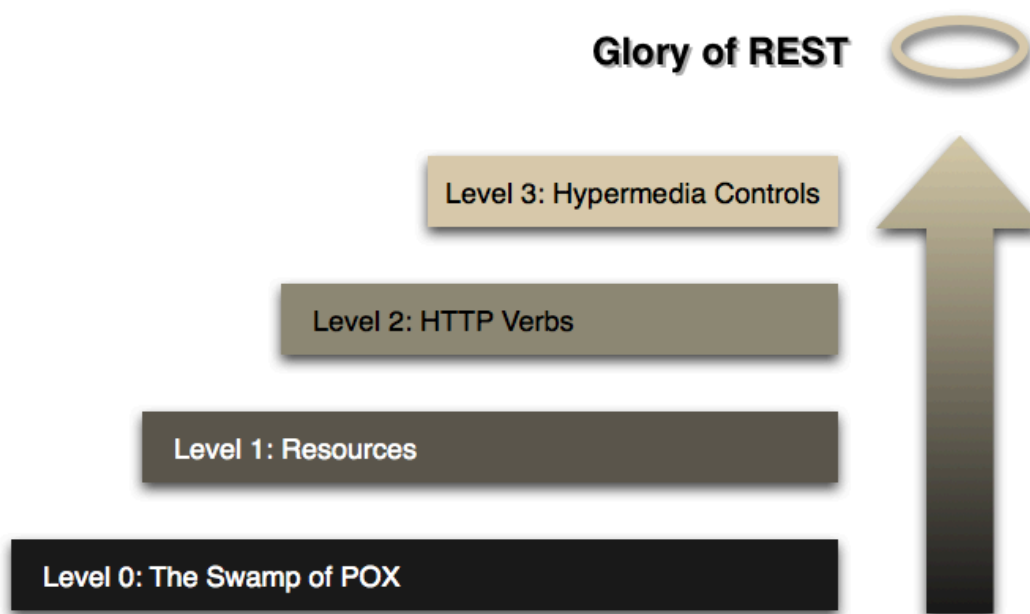 Glory of REST
Level 3: Hypermedia Controls
Level 2: HTTP Verbs
Level 1: Resources
Level 0: The Swamp of POX